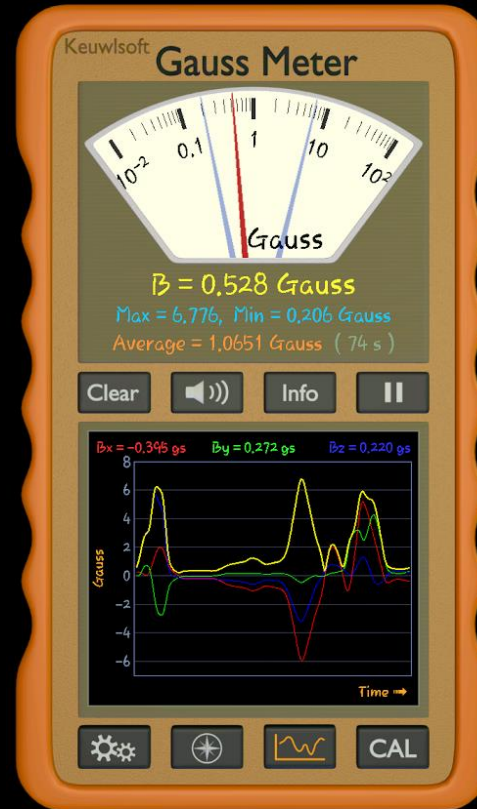 Keuwlsoft
Gauss Meter
10⁻² 0.1 1 10 10²
Gauss
B = 0.528 Gauss
Max = 6.776, Min = 0.206 Gauss
Average = 1.0651 Gauss (74 s)
Clear Info
Bx = -0.395 gs By = 0.272 gs Bz = 0.220 gs
8
6
4
2
0
-2
-4
-6
Gauss
Time
CAL